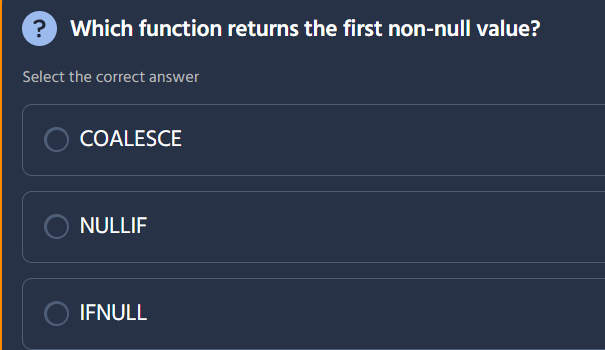 ? Which function returns the first non-null value?
Select the correct answer
COALESCE
NULLIF
IFNULL